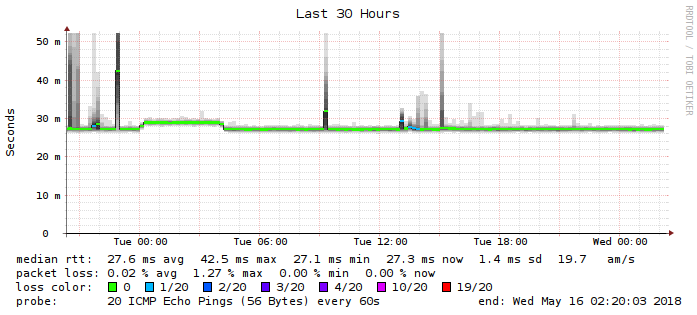 Last 30 Hours
RRDTOOL / TOBI OETIKER
Seconds
50 m
40 m
30 m
20 m
10 m
0
Tue 00:00 Tue 06:00 Tue 12:00 Tue 18:00 Wed 00:00
median rtt: 27.6 ms avg 42.5 ms max 27.1 ms min 27.3 ms now 1.4 ms sd 19.7 am/s
packet loss: 0.02 % avg 1.27 % max 0.00 % min 0.00 % now
loss color: 0 1/20 2/20 3/20 4/20 10/20 19/20
probe: 20 ICMP Echo Pings (56 Bytes) every 60s end: Wed May 16 02:20:03 2018